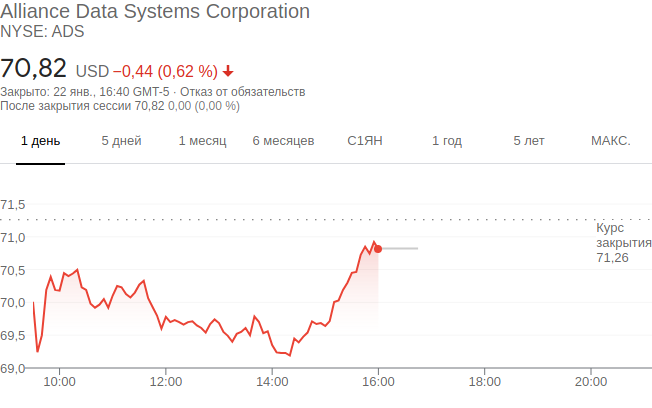 Alliance Data Systems Corporation
NYSE: ADS
70,82 USD −0,44 (0,62 %)
Закрыто: 22 янв., 16:40 GMT-5 · Отказ от обязательств
После закрытия сессии 70,82 0,00 (0,00 %)
1 день 5 дней 1 месяц 6 месяцев С1ЯН 1 год 5 лет МАКС.
71,5
Курс
закрытия
71,26
71,0
70,5
70,0
69,5
69,0
10:00 12:00 14:00 16:00 18:00 20:00